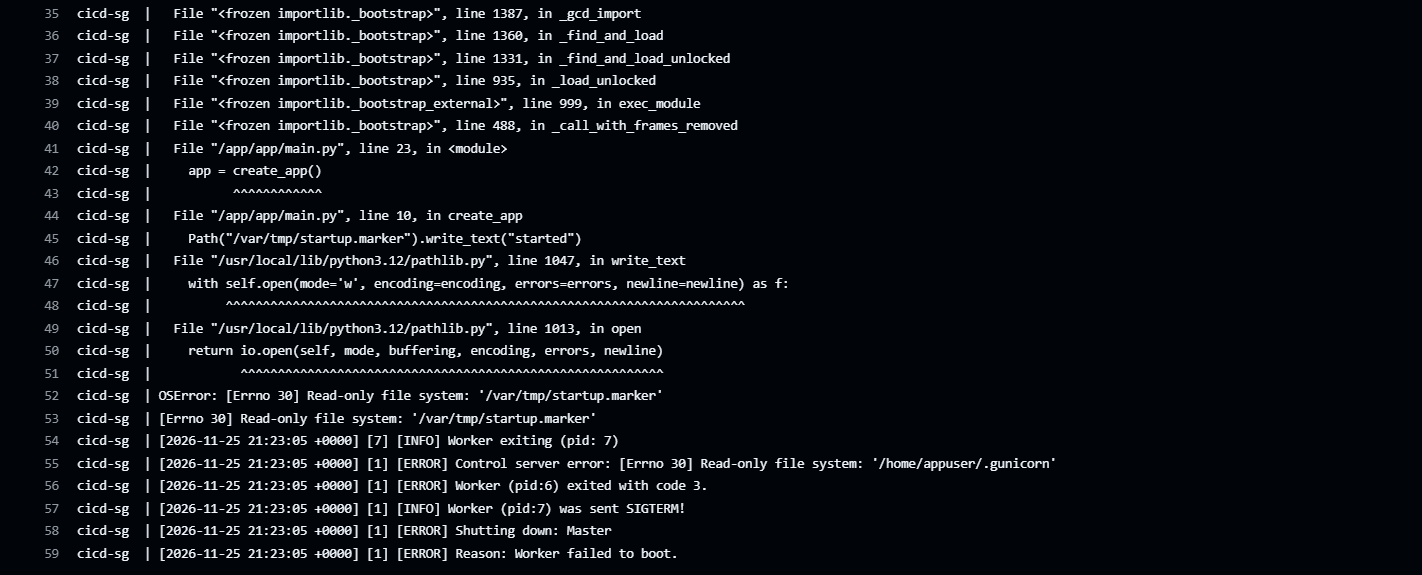 35 cicd-sg | File "<frozen importlib._bootstrap>", line 1387, in _gcd_import
36 cicd-sg | File "<frozen importlib._bootstrap>", line 1360, in _find_and_load
37 cicd-sg | File "<frozen importlib._bootstrap>", line 1331, in _find_and_load_unlocked
38 cicd-sg | File "<frozen importlib._bootstrap>", line 935, in _load_unlocked
39 cicd-sg | File "<frozen importlib._bootstrap_external>", line 999, in exec_module
40 cicd-sg | File "<frozen importlib._bootstrap>", line 488, in _call_with_frames_removed
41 cicd-sg | File "/app/app/main.py", line 23, in <module>
42 cicd-sg | app = create_app()
43 cicd-sg | ^^^^^^^^^^^^
44 cicd-sg | File "/app/app/main.py", line 10, in create_app
45 cicd-sg | Path("/var/tmp/startup.marker").write_text("started")
46 cicd-sg | File "/usr/local/lib/python3.12/pathlib.py", line 1047, in write_text
47 cicd-sg | with self.open(mode='w', encoding=encoding, errors=errors, newline=newline) as f:
48 cicd-sg | ^^^^^^^^^^^^^^^^^^^^^^^^^^^^^^^^^^^^^^^^^^^^^^^^^^^^^^^^^^^^^^^^^^^^^^
49 cicd-sg | File "/usr/local/lib/python3.12/pathlib.py", line 1013, in open
50 cicd-sg | return io.open(self, mode, buffering, encoding, errors, newline)
51 cicd-sg | ^^^^^^^^^^^^^^^^^^^^^^^^^^^^^^^^^^^^^^^^^^^^^^^^^^^^^^^^^
52 cicd-sg | OSError: [Errno 30] Read-only file system: '/var/tmp/startup.marker'
53 cicd-sg | [Errno 30] Read-only file system: '/var/tmp/startup.marker'
54 cicd-sg | [2026-11-25 21:23:05 +0000] [7] [INFO] Worker exiting (pid: 7)
55 cicd-sg | [2026-11-25 21:23:05 +0000] [1] [ERROR] Control server error: [Errno 30] Read-only file system: '/home/appuser/.gunicorn'
56 cicd-sg | [2026-11-25 21:23:05 +0000] [1] [ERROR] Worker (pid:6) exited with code 3.
57 cicd-sg | [2026-11-25 21:23:05 +0000] [1] [INFO] Worker (pid:7) was sent SIGTERM!
58 cicd-sg | [2026-11-25 21:23:05 +0000] [1] [ERROR] Shutting down: Master
59 cicd-sg | [2026-11-25 21:23:05 +0000] [1] [ERROR] Reason: Worker failed to boot.